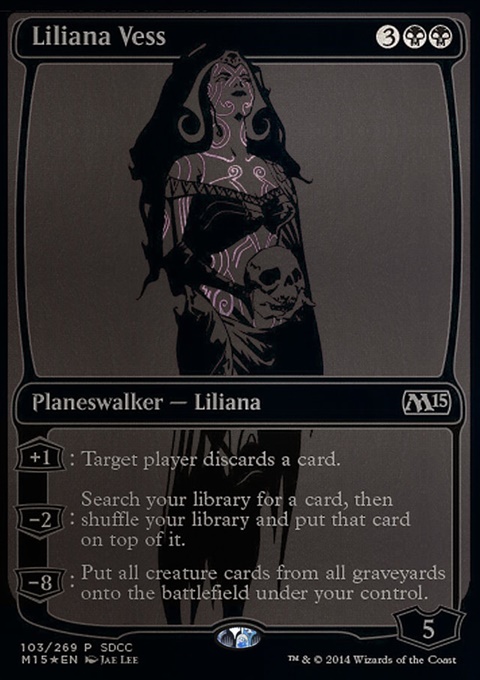 Liliana Vess 3
Planeswalker — Liliana M15
+1 : Target player discards a card.
-2 : Search your library for a card, then
shuffle your library and put that card
on top of it.
-8 : Put all creature cards from all graveyards
onto the battlefield under your control.
5
103/269 P SDCC
M15★EN Jae Lee
™ & © 2014 Wizards of the Coast